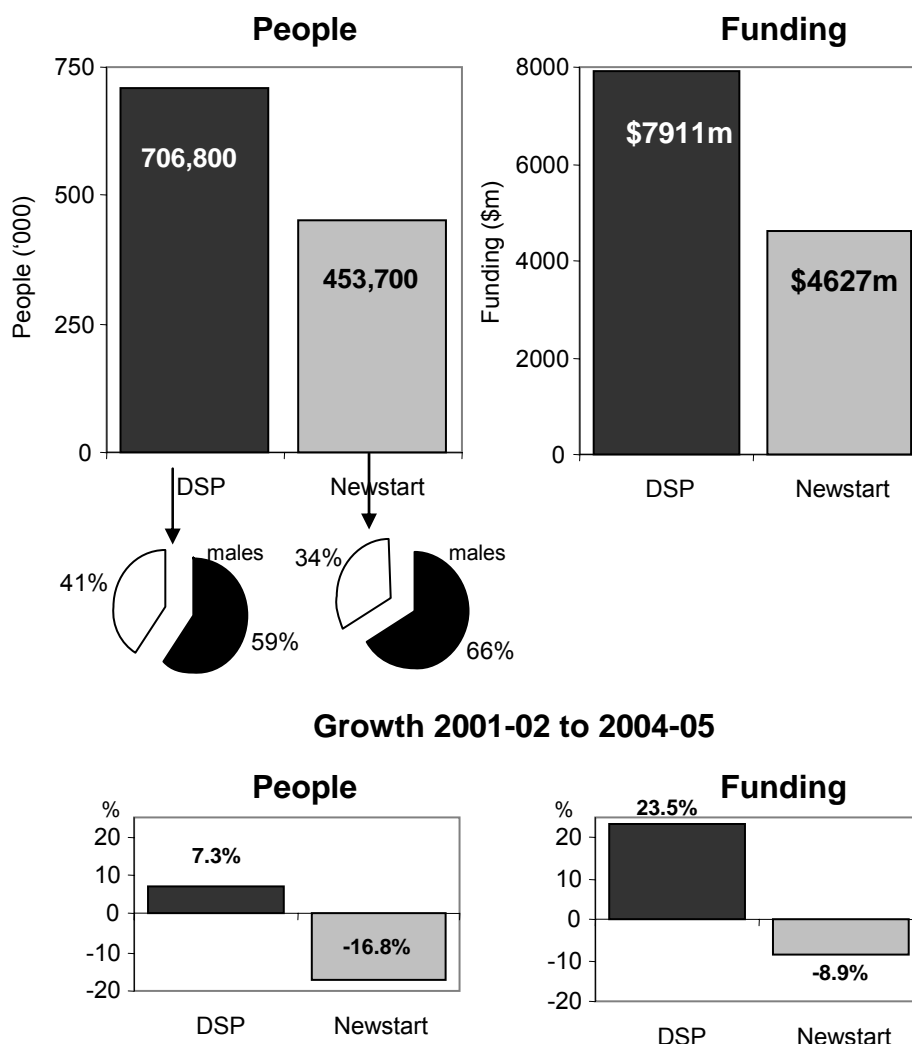 People
People ('000)
750
500
250
0
706,800
453,700
DSP
Newstart
Funding
Funding ($m)
8000
6000
4000
2000
0
$7911m
$4627m
DSP
Newstart
41%
males
59%
34%
males
66%
Growth 2001-02 to 2004-05
People
%
20
10
0
-10
-20
7.3%
-16.8%
DSP
Newstart
Funding
%
20
10
0
-10
-20
23.5%
-8.9%
DSP
Newstart